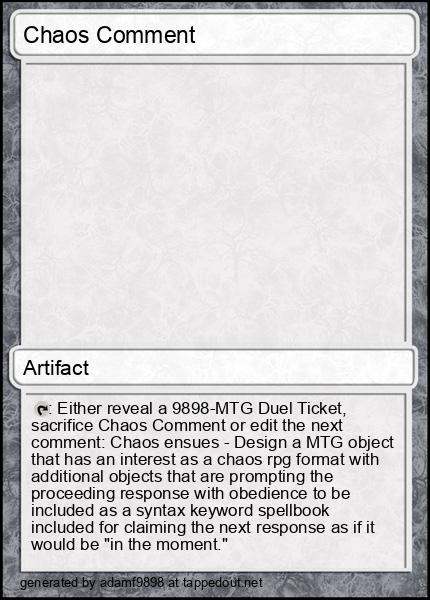 Chaos Comment
Artifact
: Either reveal a 9898-MTG Duel Ticket,
sacrifice Chaos Comment or edit the next
comment: Chaos ensues - Design a MTG object
that has an interest as a chaos rpg format with
additional objects that are prompting the
proceeding response with obedience to be
included as a syntax keyword spellbook
included for claiming the next response as if it
would be "in the moment."
generated by adamf9898 at tappedout.net